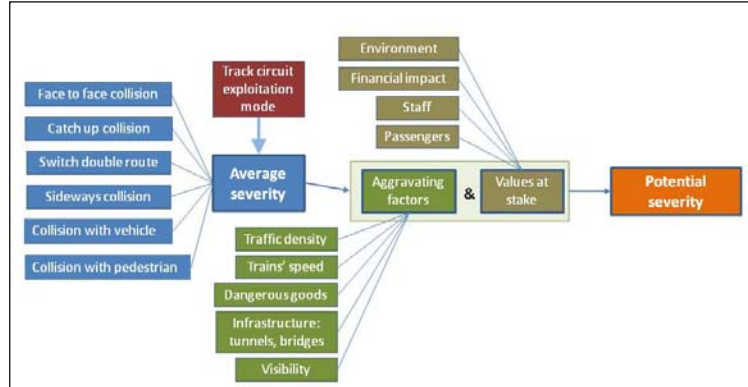 Face to face collision
Catch up collision
Switch double route
Sideways collision
Collision with vehicle
Collision with pedestrian
Track circuit
exploitation
mode
Average
severity
Environment
Financial impact
Staff
Passengers
Aggravating
factors
&
Values at
stake
Traffic density
Trains' speed
Dangerous goods
Infrastructure:
tunnels, bridges
Visibility
Potential
severity